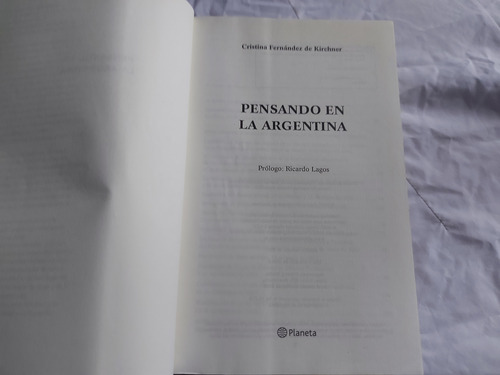 Cristina Fernández de Kirchner
PENSANDO EN
LA ARGENTINA
Prólogo: Ricardo Lagos
Planeta